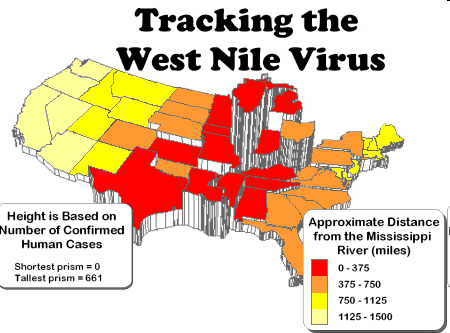 Tracking the
West Nile Virus
Height is Based on
Number of Confirmed
Human Cases
Shortest prism = 0
Tallest prism = 661
Approximate Distance
from the Mississippi
River (miles)
0 - 375
375 - 750
750 - 1125
1125 - 1500